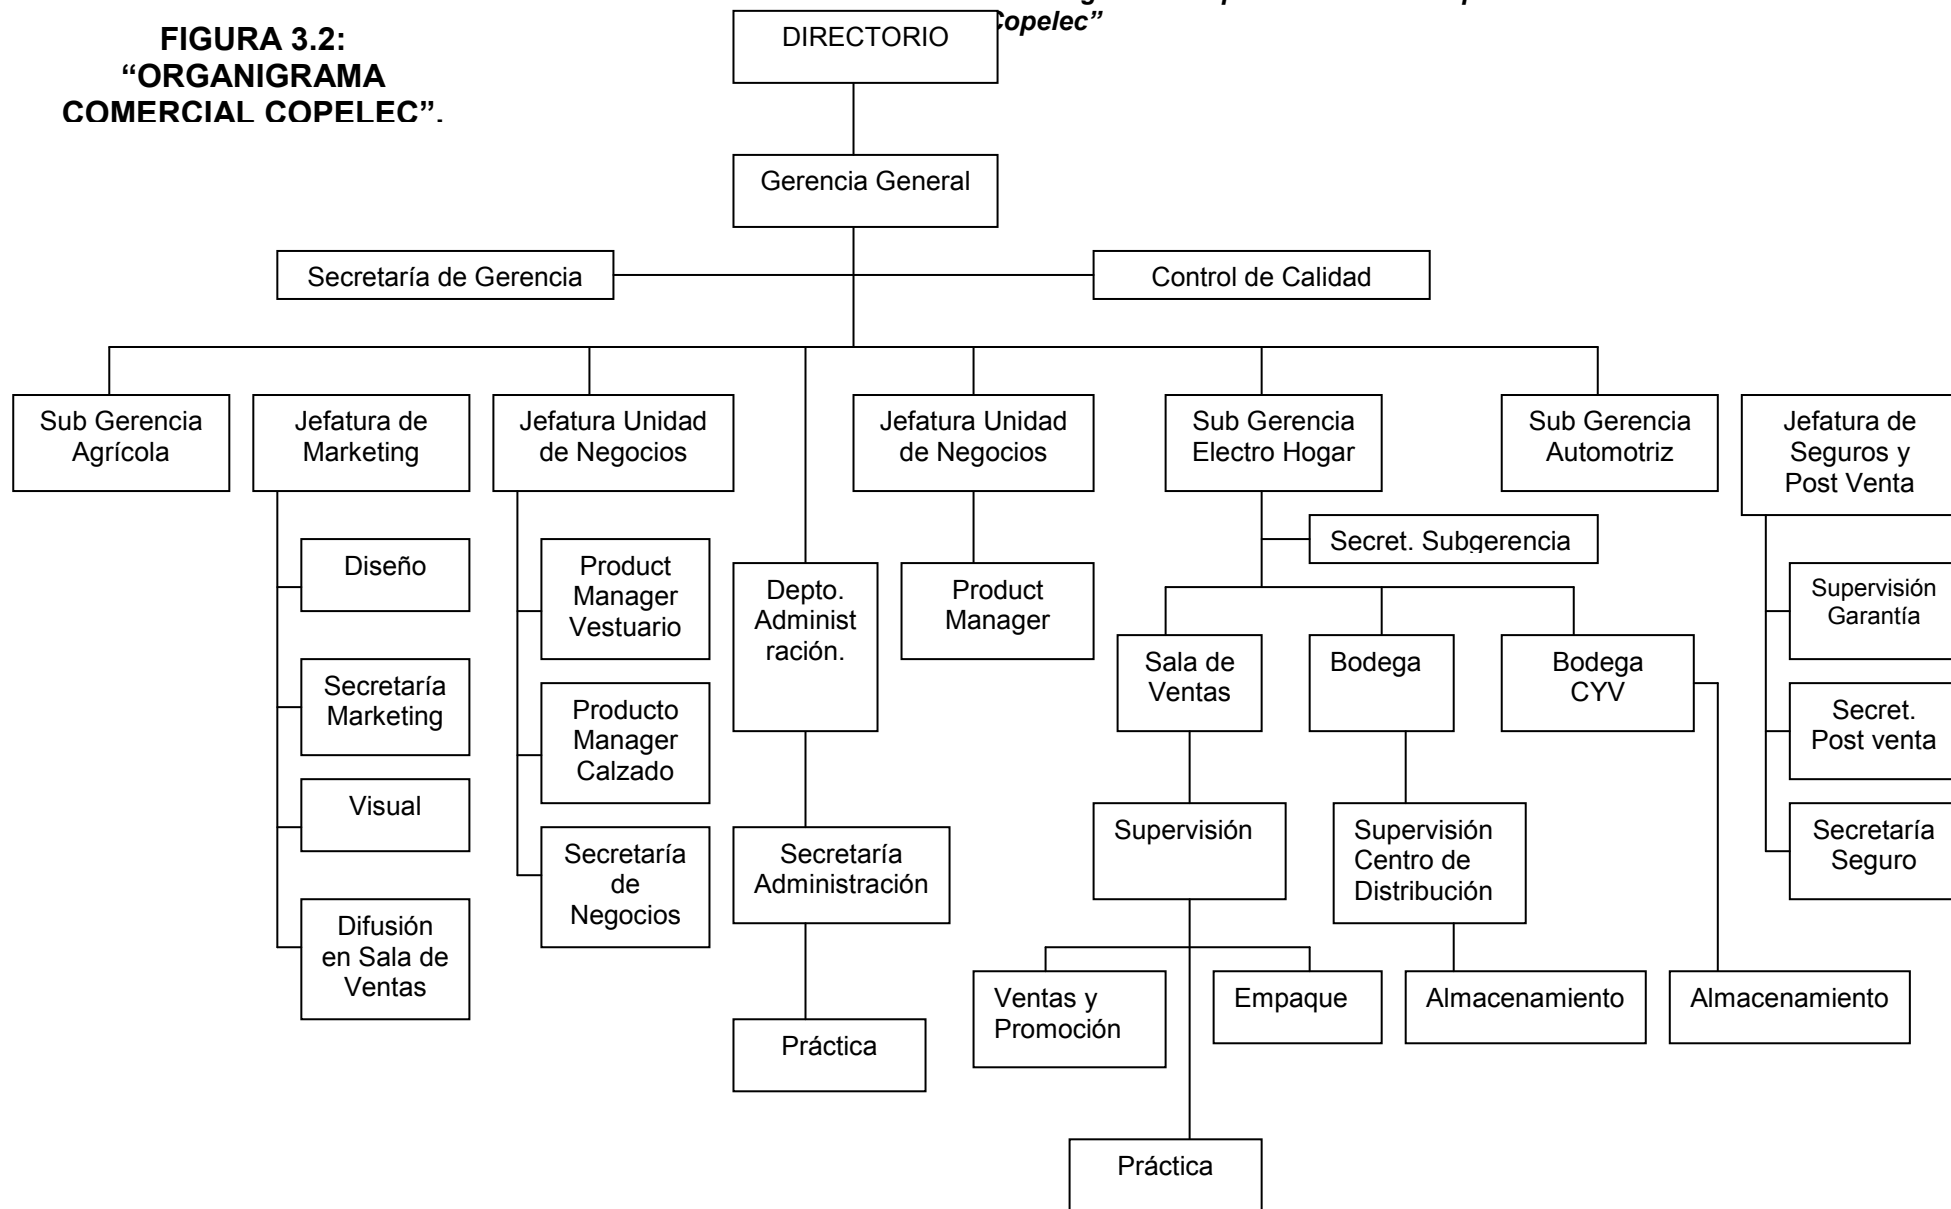 Copelec”
FIGURA 3.2:
“ORGANIGRAMA
COMERCIAL COPELEC”.
DIRECTORIO
Gerencia General
Secretaría de Gerencia
Control de Calidad
Sub Gerencia
Agrícola
Jefatura de
Marketing
Jefatura Unidad
de Negocios
Jefatura Unidad
de Negocios
Sub Gerencia
Electro Hogar
Sub Gerencia
Automotriz
Jefatura de
Seguros y
Post Venta
Diseño
Secretaría
Marketing
Visual
Difusión
en Sala de
Ventas
Product
Manager
Vestuario
Producto
Manager
Calzado
Secretaría
de
Negocios
Depto.
Administ
ración.
Secretaría
Administración
Práctica
Product
Manager
Secret. Subgerencia
Sala de
Ventas
Bodega
Bodega
CYV
Supervisión
Supervisión
Centro de
Distribución
Ventas y
Promoción
Empaque
Almacenamiento
Almacenamiento
Práctica
Supervisión
Garantía
Secret.
Post venta
Secretaría
Seguro